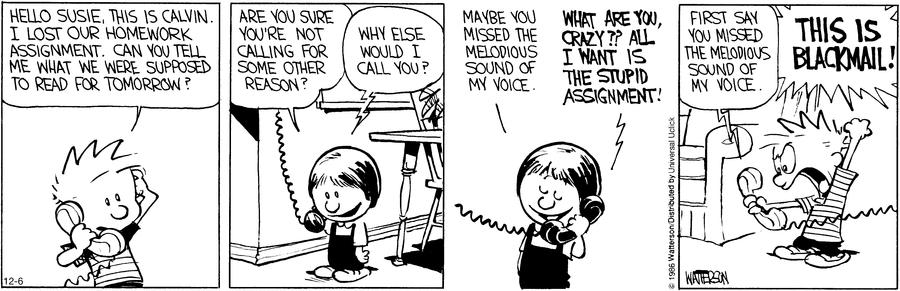 HELLO SUSIE, THIS IS CALVIN.
I LOST OUR HOMEWORK
ASSIGNMENT. CAN YOU TELL
ME WHAT WE WERE SUPPOSED
TO READ FOR TOMORROW?
12-6
ARE YOU SURE
YOU'RE NOT
CALLING FOR
SOME OTHER
REASON?
WHY ELSE
WOULD I
CALL YOU?
MAYBE YOU
MISSED THE
MELODIOUS
SOUND OF
MY VOICE.
WHAT ARE YOU,
CRAZY?? ALL
I WANT IS
THE STUPID
ASSIGNMENT!
FIRST SAY
YOU MISSED
THE MELODIOUS
SOUND OF
MY VOICE.
THIS IS
BLACKMAIL!
© 1986 Watterson/Distributed by Universal Uclick
WATTERSON